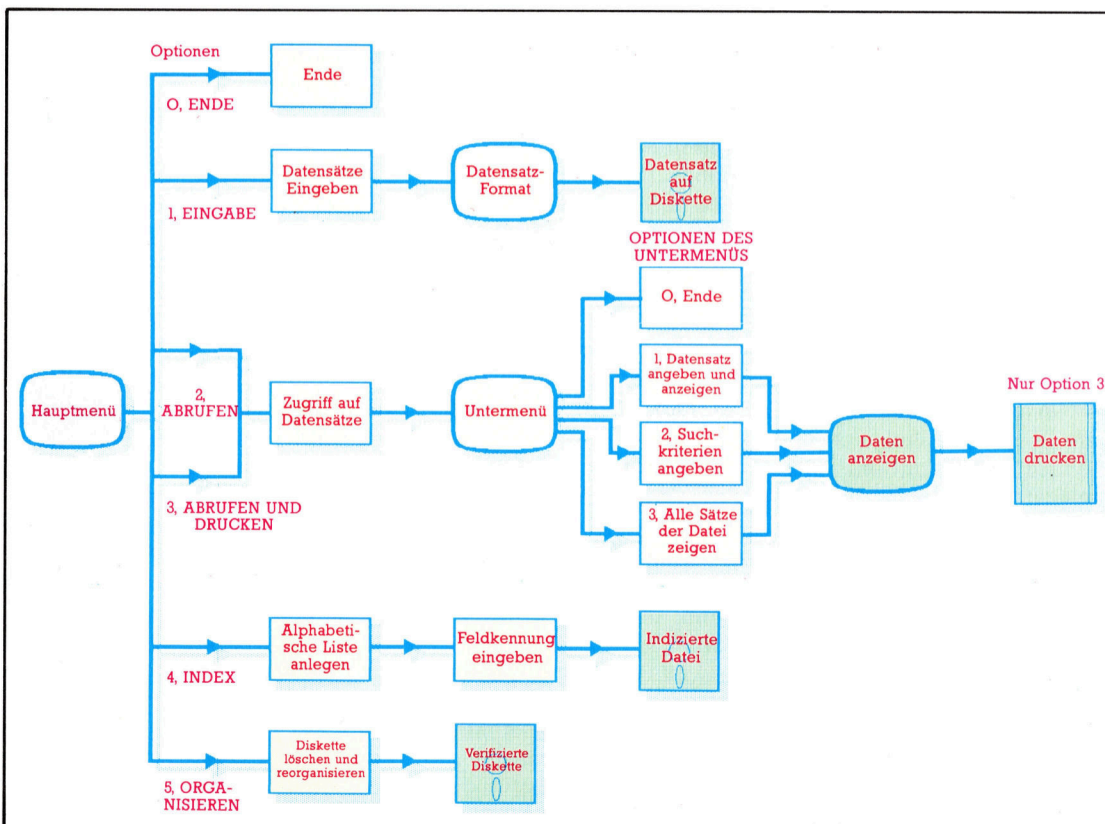 Optionen
Ende
O, ENDE
Datensätze
Eingeben
Datensatz-
Format
Datensatz
auf
Diskette
1, EINGABE
OPTIONEN DES
UNTERMENÜS
O, Ende
Hauptmenü
2,
ABRUFEN
Zugriff auf
Datensätze
Untermenü
1, Datensatz
angeben und
anzeigen
2, Such-
kriterien
angeben
3, Alle Sätze
der Datei
zeigen
Daten
anzeigen
Nur Option 3
Daten
drucken
3, ABRUFEN UND
DRUCKEN
Alphabeti-
sche Liste
anlegen
Feldkennung
eingeben
Indizierte
Datei
4, INDEX
Diskette
löschen und
reorganisieren
Verifizierte
Diskette
5, ORGA-
NISIEREN